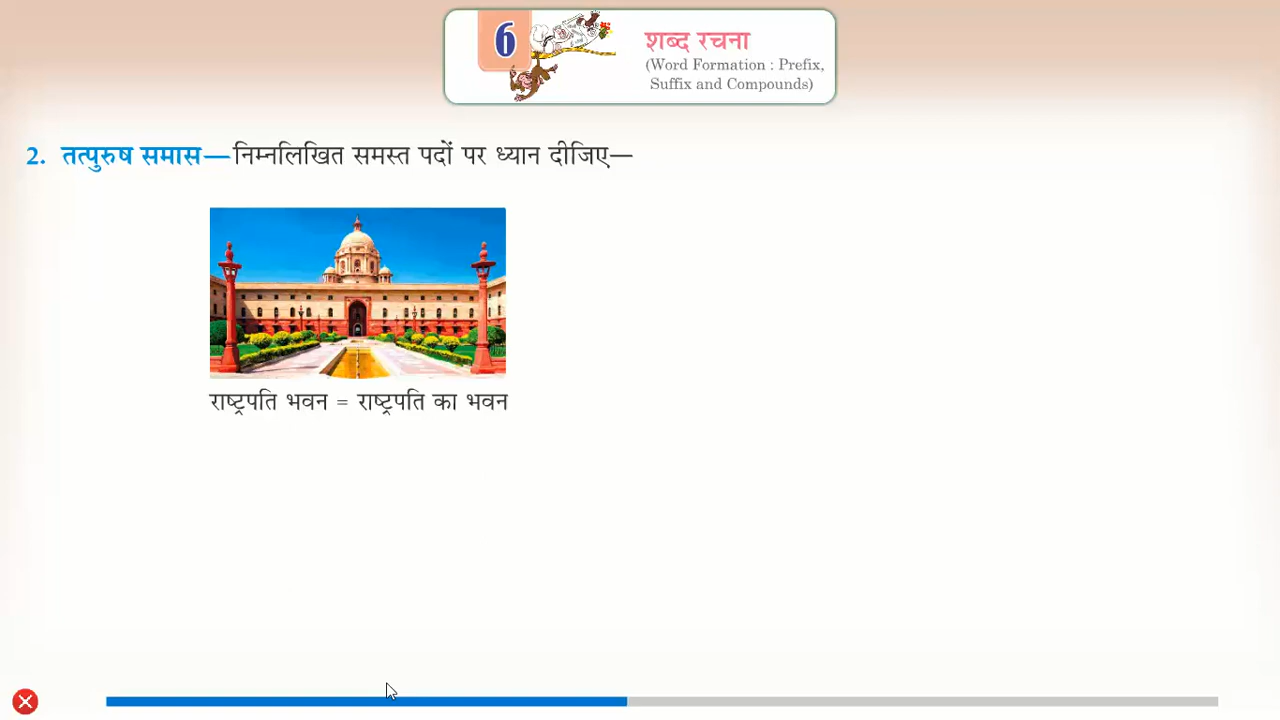 6
शब्द रचना
(Word Formation : Prefix,
Suffix and Compounds)
2. तत्पुरुष समास—निम्नलिखित समस्त पदों पर ध्यान दीजिए—
राष्ट्रपति भवन = राष्ट्रपति का भवन